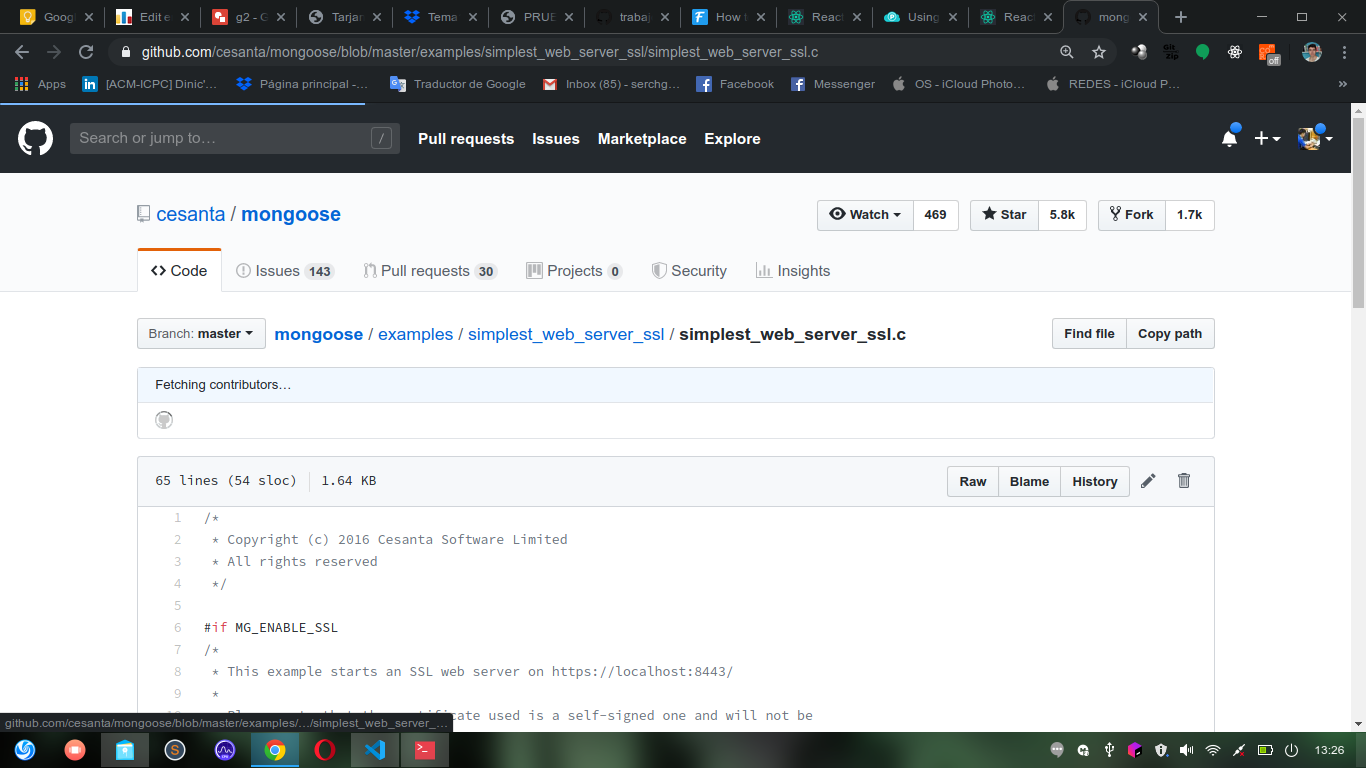 Googl Edit e g2 - G Tarjan Tema PRUE trabaj How to React Using React mong
github.com/cesanta/mongoose/blob/master/examples/simplest_web_server_ssl/simplest_web_server_ssl.c
Apps [ACM-ICPC] Dinic'… Página principal -… Traductor de Google Inbox (85) - serchg… Facebook Messenger OS - iCloud Photo… REDES - iCloud P… »
Search or jump to… / Pull requests Issues Marketplace Explore
cesanta / mongoose
Watch 469 Star 5.8k Fork 1.7k
Code Issues 143 Pull requests 30 Projects 0 Security Insights
Branch: master mongoose / examples / simplest_web_server_ssl / simplest_web_server_ssl.c Find file Copy path
Fetching contributors…
65 lines (54 sloc) 1.64 KB Raw Blame History
1 /*
2 * Copyright (c) 2016 Cesanta Software Limited
3 * All rights reserved
4 */
5
6 #if MG_ENABLE_SSL
7 /*
8 * This example starts an SSL web server on https://localhost:8443/
9 *
used is a self-signed one and will not be
github.com/cesanta/mongoose/blob/master/examples/…/simplest_web_server_…
13:26